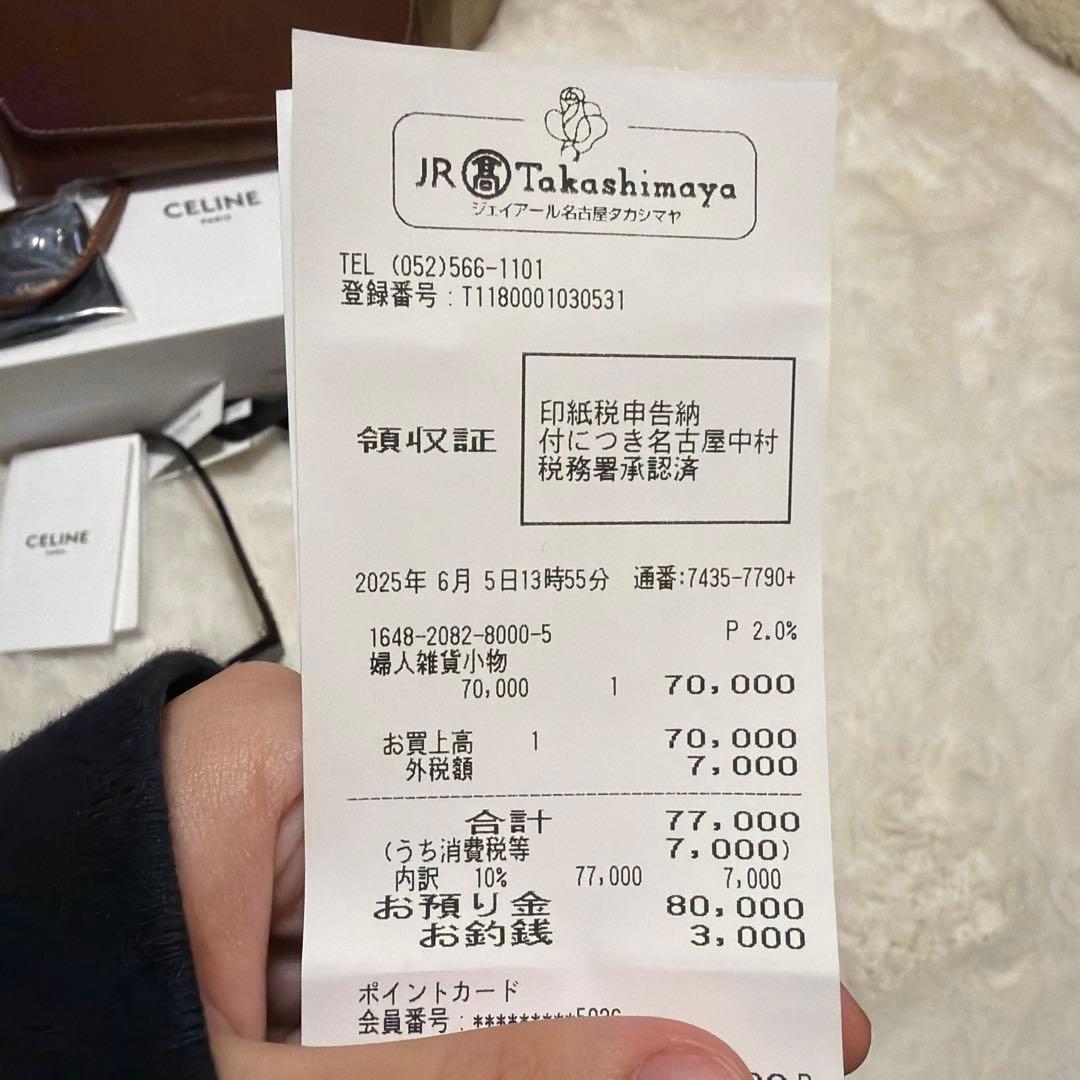 JR 髙 Takashimaya
ジェイアール名古屋タカシマヤ
TEL (052)566-1101
登録番号:T1180001030531
領収証
印紙税申告納
付につき名古屋中村
税務署承認済
2025年 6月 5日13時55分 通番:7435-7790+
1648-2082-8000-5 P 2.0%
婦人雑貨小物
70,000 1 70,000
お買上高 1 70,000
外税額 7,000
合計 77,000
(うち消費税等 7,000)
内訳 10% 77,000 7,000
お預り金 80,000
お釣銭 3,000
ポイントカード
会員番号:*********
CELINE
PARIS
CELINE
PARIS